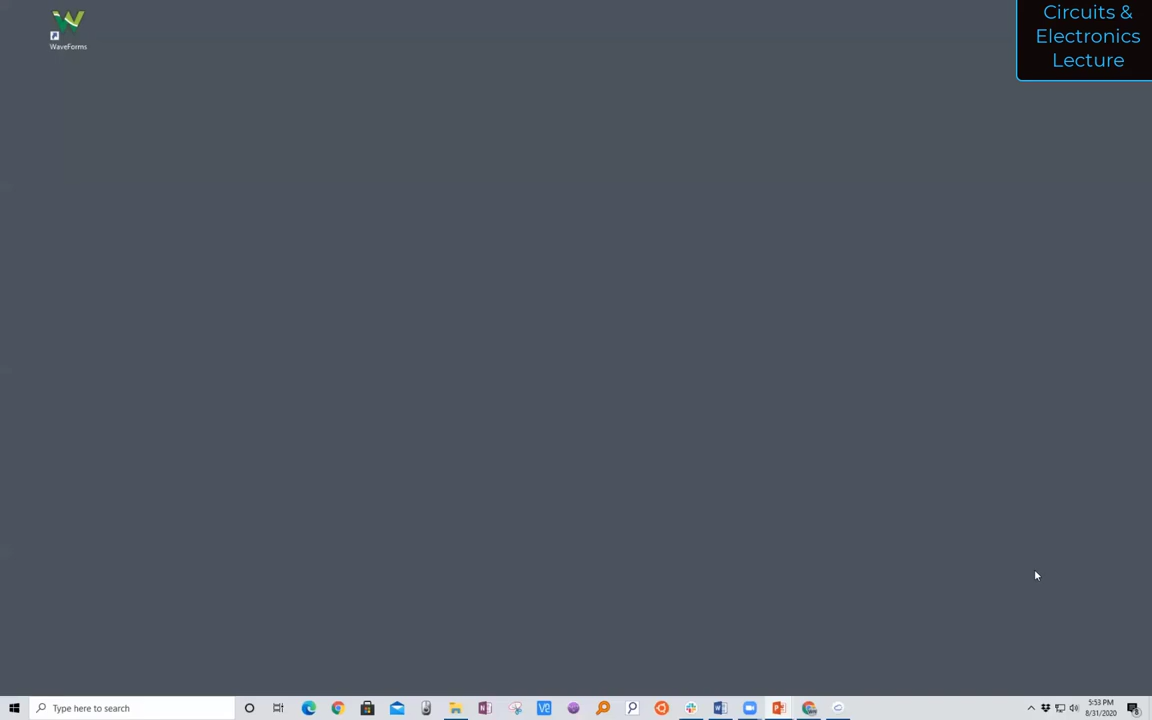 Circuits &
Electronics
Lecture
WaveForms
Type here to search
5:53 PM
8/31/2020